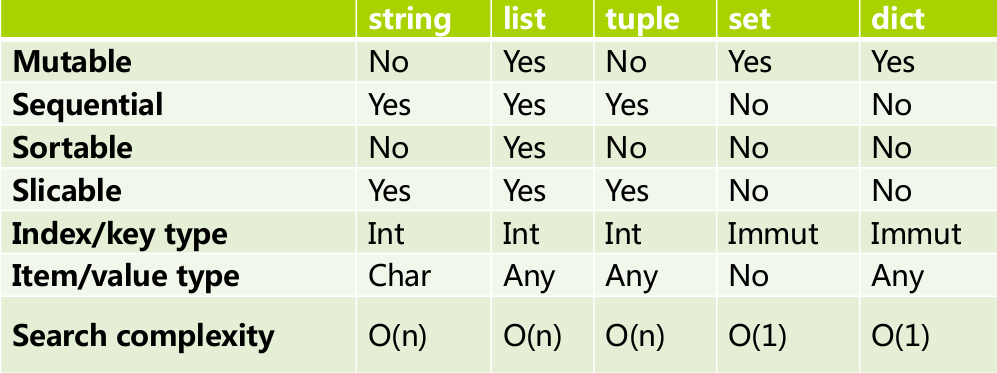 string list tuple set dict
Mutable No Yes No Yes Yes
Sequential Yes Yes Yes No No
Sortable No Yes No No No
Slicable Yes Yes Yes No No
Index/key type Int Int Int Immut Immut
Item/value type Char Any Any No Any
Search complexity O(n) O(n) O(n) O(1) O(1)